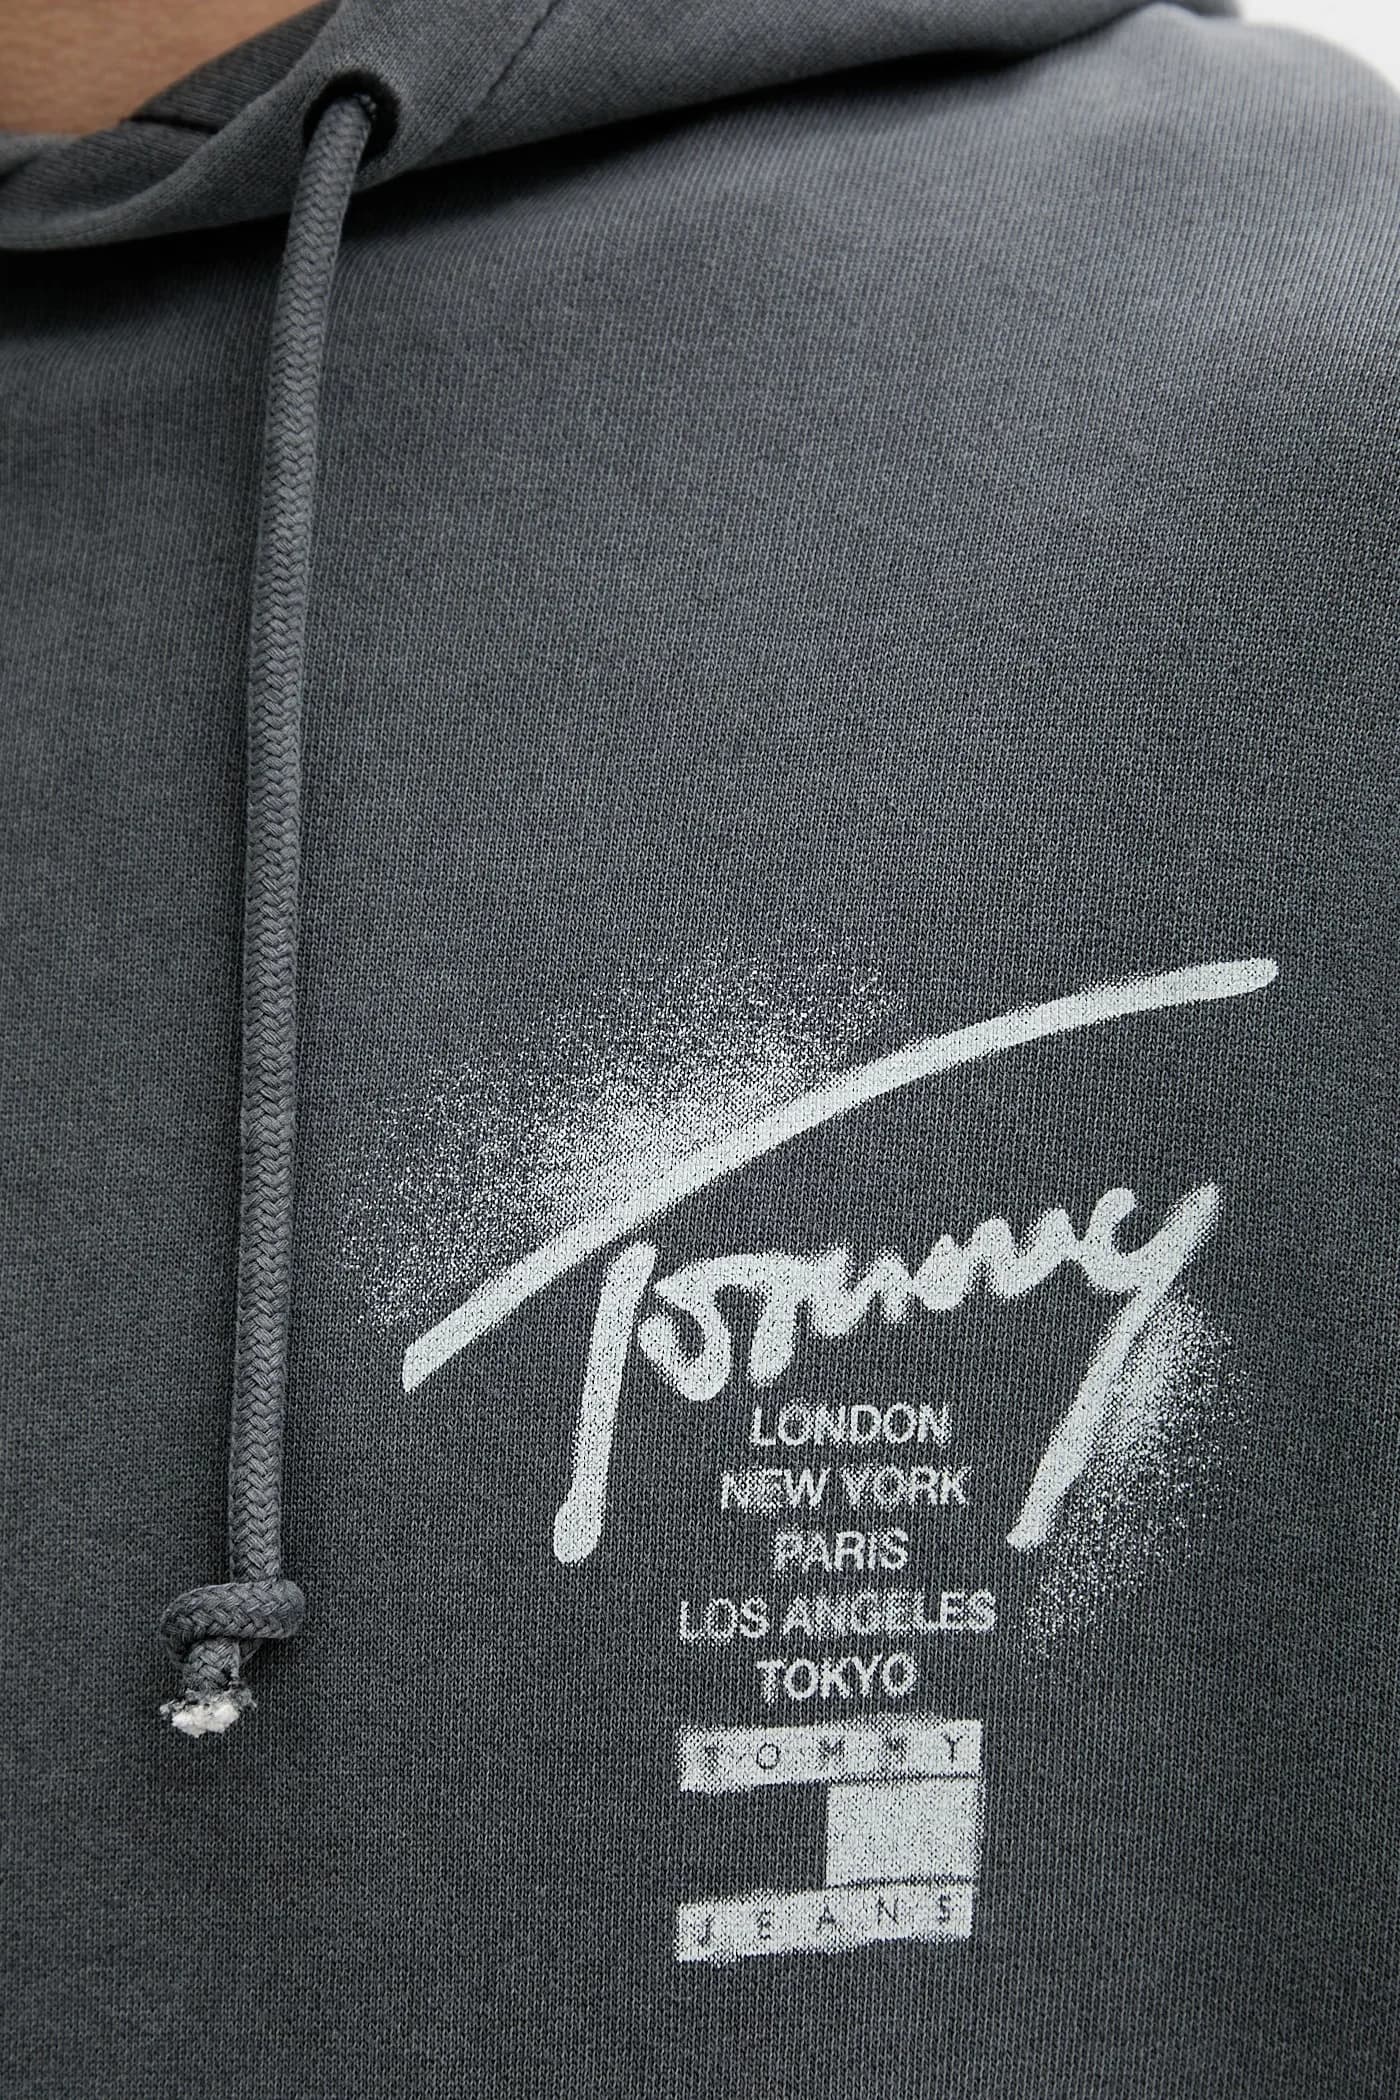 Tommy
LONDON
NEW YORK
PARIS
LOS ANGELES
TOKYO
TOMMY
JEANS